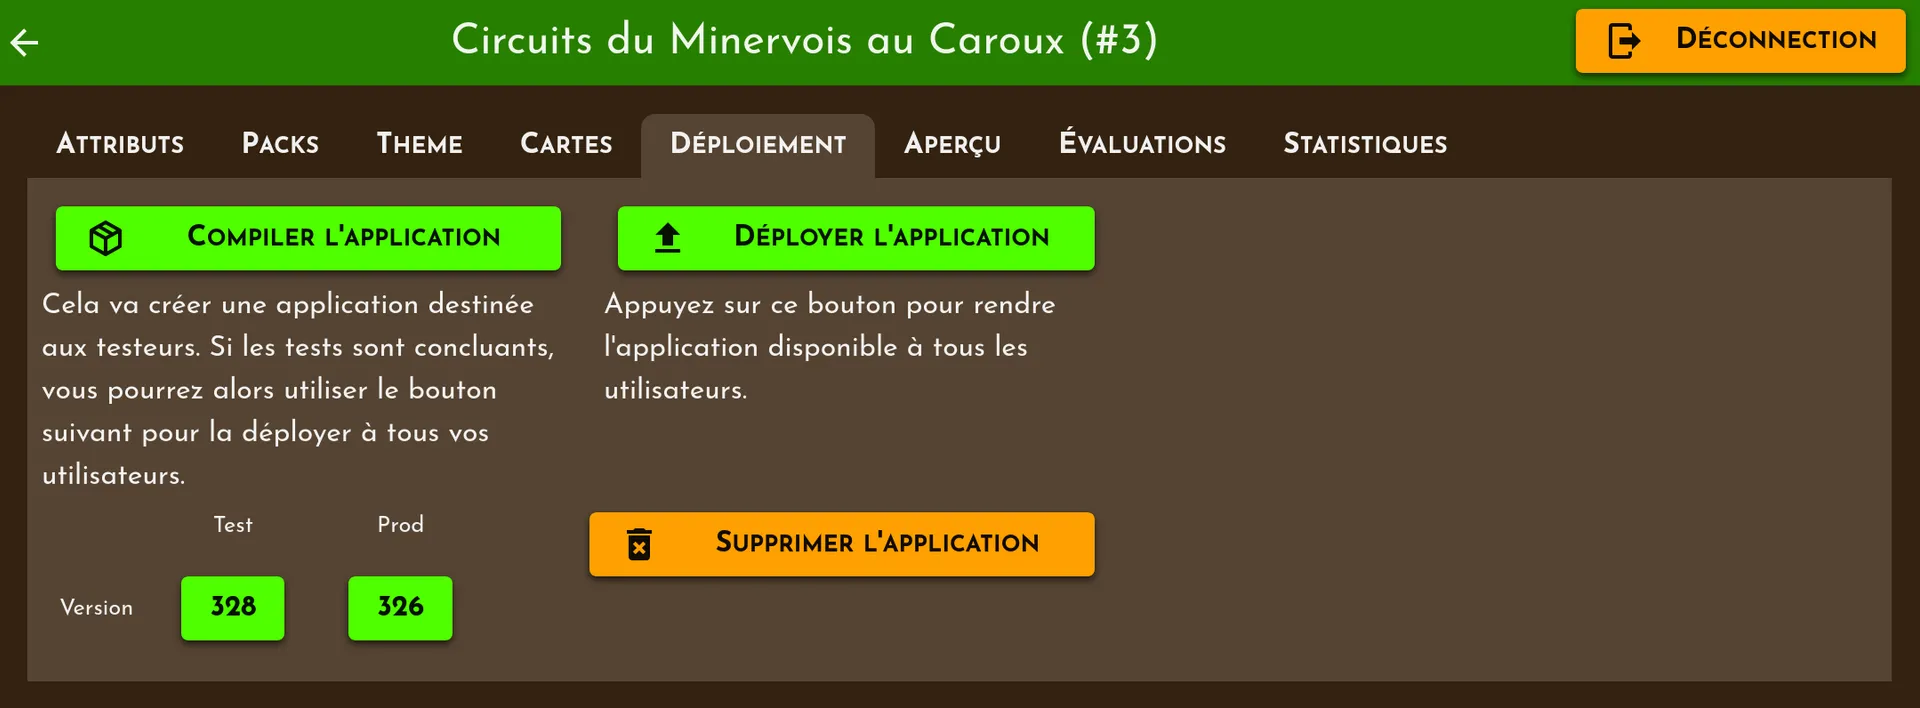 Circuits du Minervois au Caroux (#3)
Déconnection
Attributs Packs Theme Cartes Déploiement Aperçu Évaluations Statistiques
Compiler l'application
Cela va créer une application destinée
aux testeurs. Si les tests sont concluants,
vous pourrez alors utiliser le bouton
suivant pour la déployer à tous vos
utilisateurs.
Déployer l'application
Appuyez sur ce bouton pour rendre
l'application disponible à tous les
utilisateurs.
Test Prod
Version 328 326
Supprimer l'application